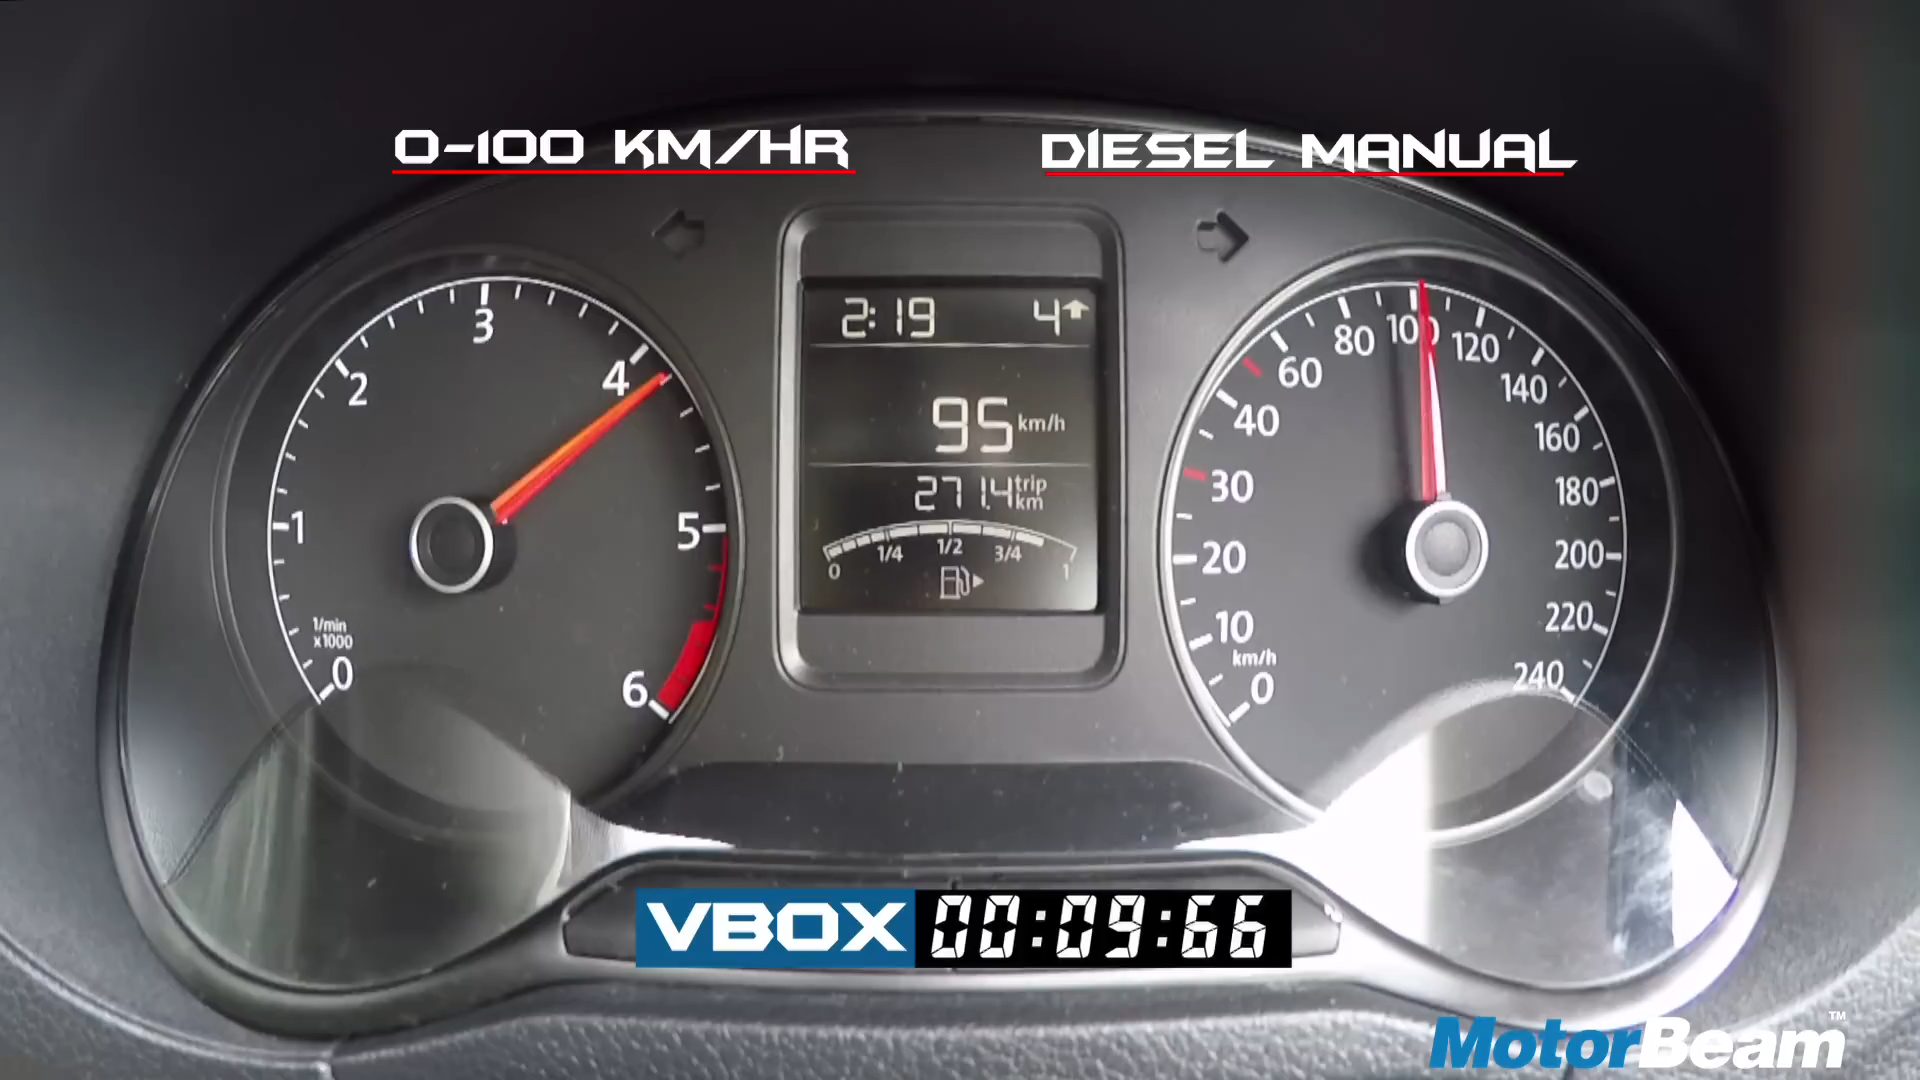 0-100 KM/HR
DIESEL MANUAL
2:19 4
95 km/h
271.4 trip km
0 1/4 1/2 3/4 1
0 1 2 3 4 5 6
1/min
x1000
0 10 20 30 40 60 80 100 120 140 160 180 200 220 240
km/h
VBOX 00:09:66
MotorBeam™